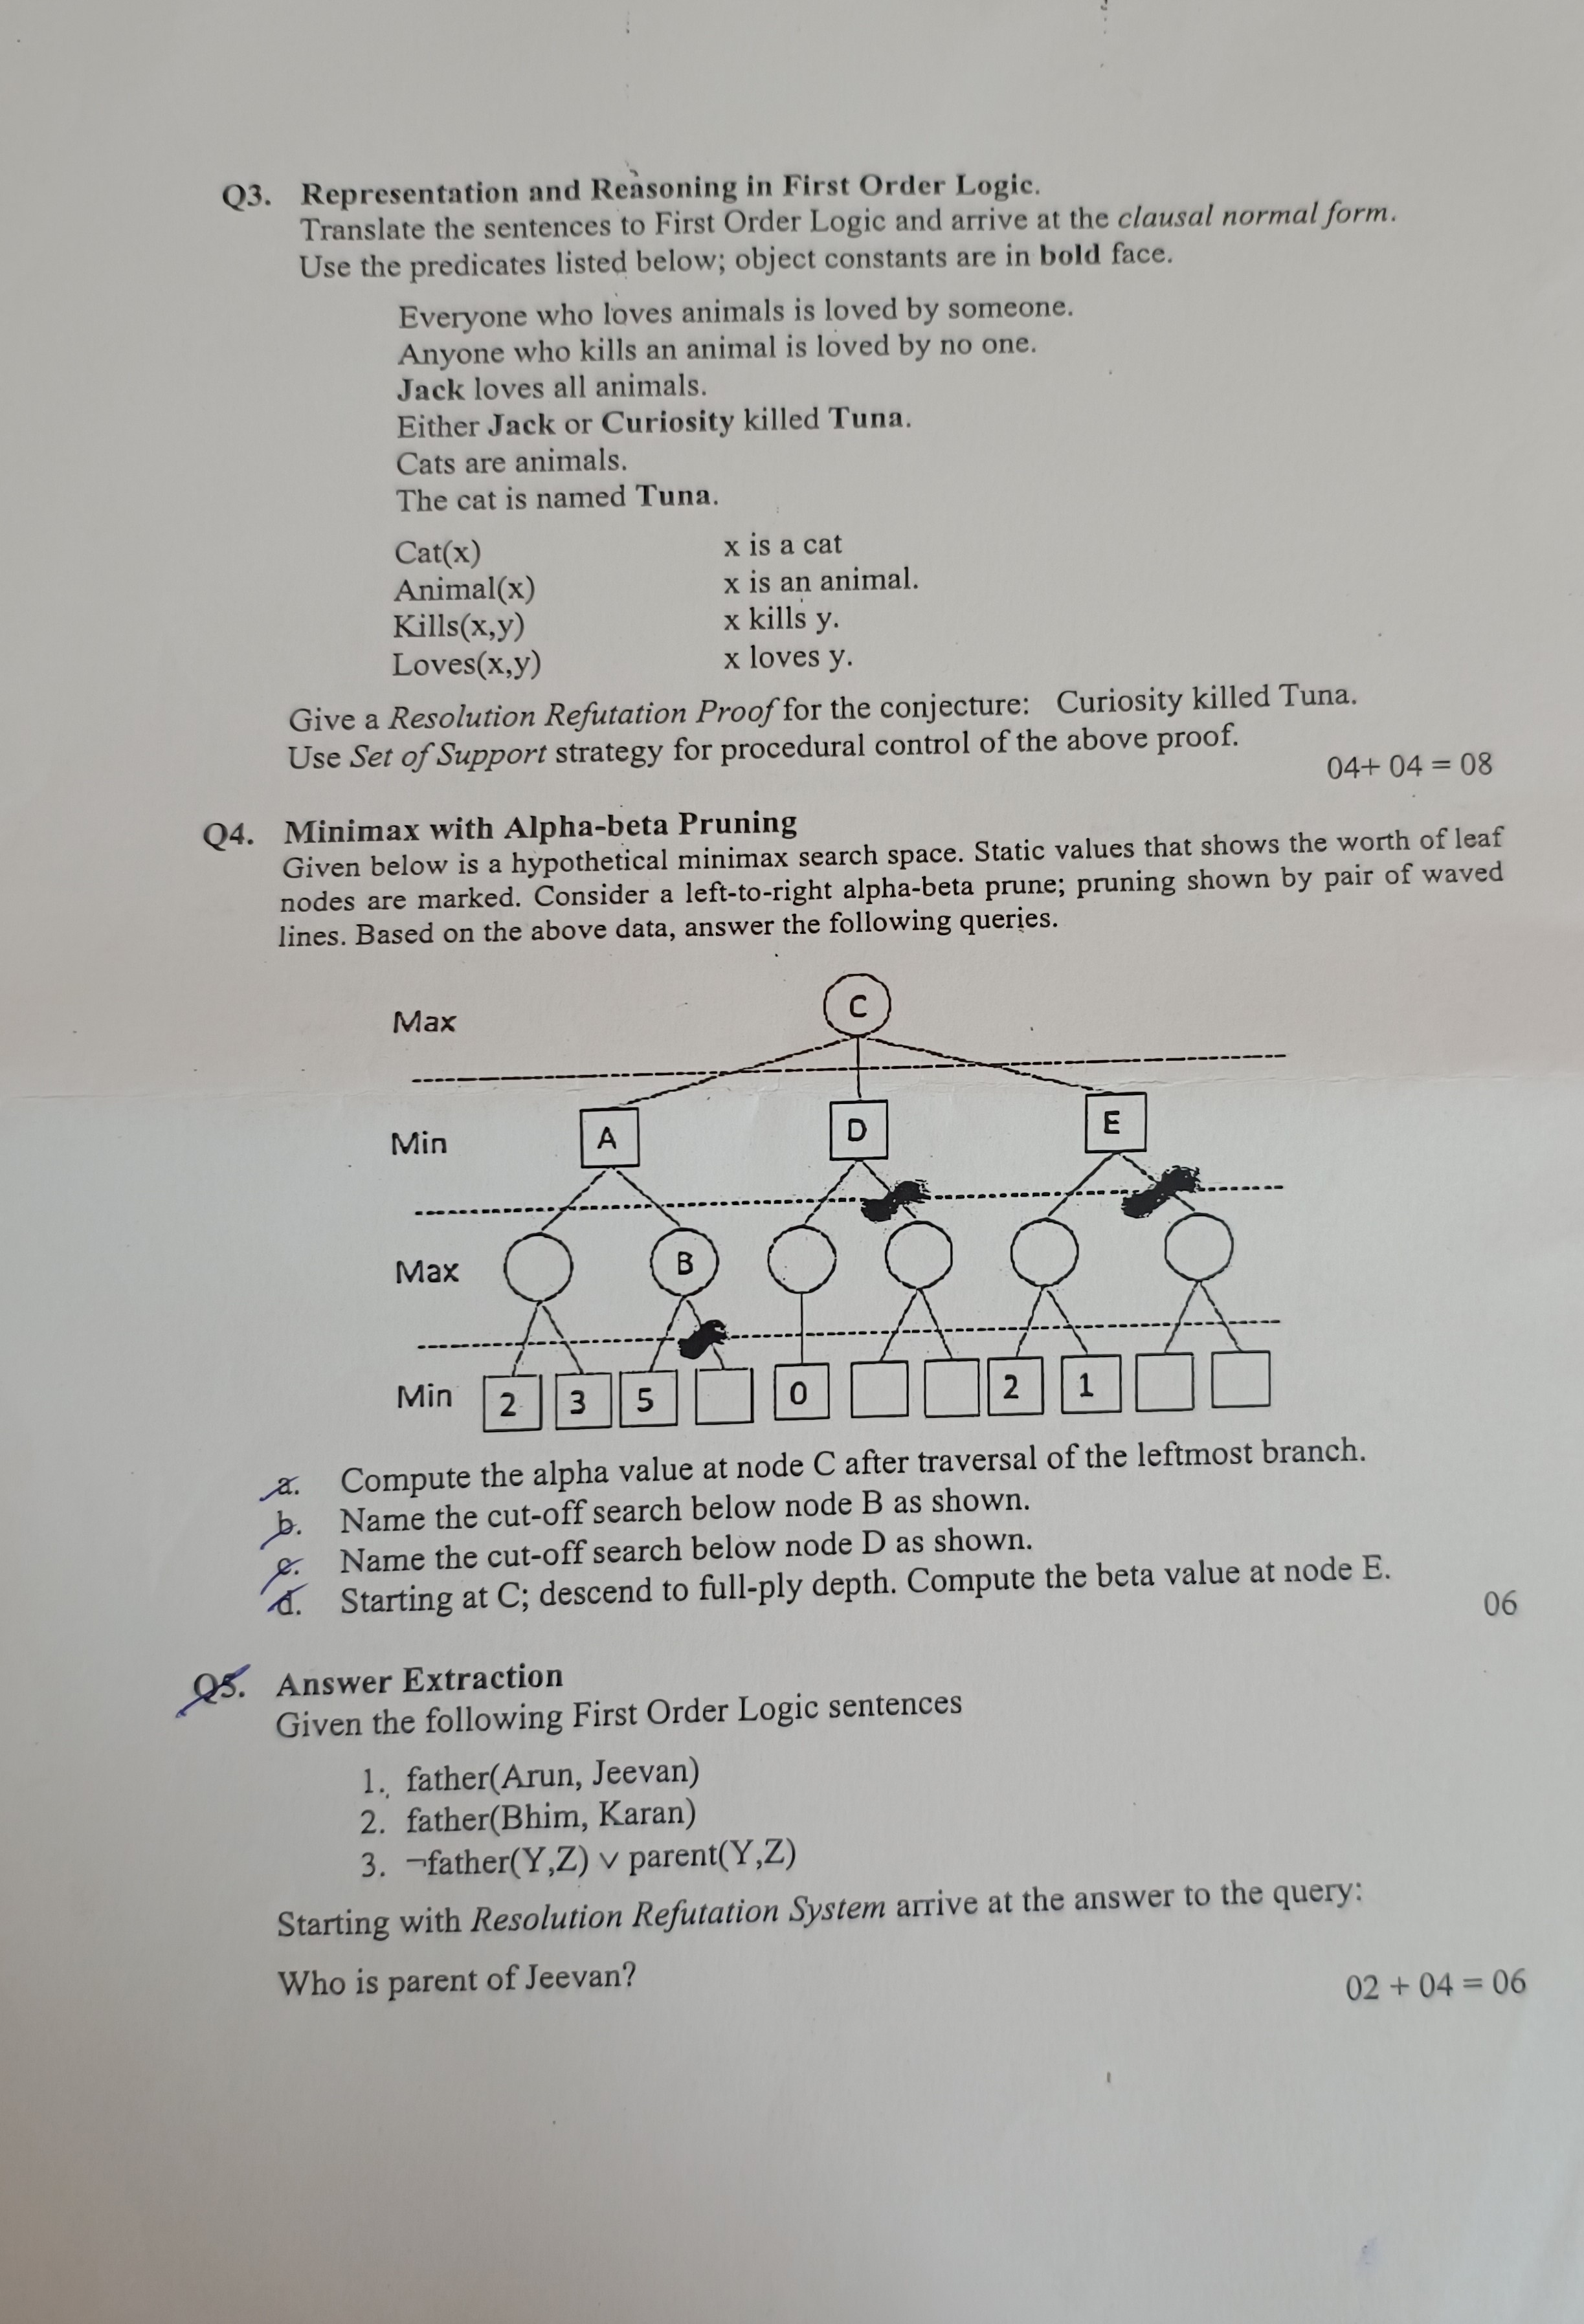 Q3. Representation and Reasoning in First Order Logic.
Translate the sentences to First Order Logic and arrive at the clausal normal form.
Use the predicates listed below; object constants are in bold face.
Everyone who loves animals is loved by someone.
Anyone who kills an animal is loved by no one.
Jack loves all animals.
Either Jack or Curiosity killed Tuna.
Cats are animals.
The cat is named Tuna.
Cat(x) x is a cat
Animal(x) x is an animal.
Kills(x,y) x kills y.
Loves(x,y) x loves y.
Give a Resolution Refutation Proof for the conjecture: Curiosity killed Tuna.
Use Set of Support strategy for procedural control of the above proof.
04+ 04 = 08
Q4. Minimax with Alpha-beta Pruning
Given below is a hypothetical minimax search space. Static values that shows the worth of leaf
nodes are marked. Consider a left-to-right alpha-beta prune; pruning shown by pair of waved
lines. Based on the above data, answer the following queries.
Max C
Min A D E
Max B
Min 2 3 5 0 2 1
a. Compute the alpha value at node C after traversal of the leftmost branch.
b. Name the cut-off search below node B as shown.
c. Name the cut-off search below node D as shown.
d. Starting at C; descend to full-ply depth. Compute the beta value at node E.
06
Q5. Answer Extraction
Given the following First Order Logic sentences
1. father(Arun, Jeevan)
2. father(Bhim, Karan)
3. ¬father(Y,Z) ∨ parent(Y,Z)
Starting with Resolution Refutation System arrive at the answer to the query:
Who is parent of Jeevan?
02 + 04 = 06